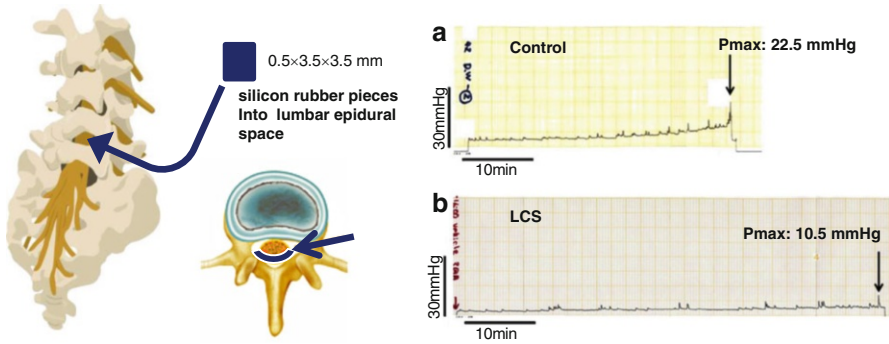 0.5×3.5×3.5 mm
silicon rubber pieces
Into lumbar epidural
space
a
Control
Pmax: 22.5 mmHg
30mmHg
10min
b
LCS
Pmax: 10.5 mmHg
30mmHg
10min